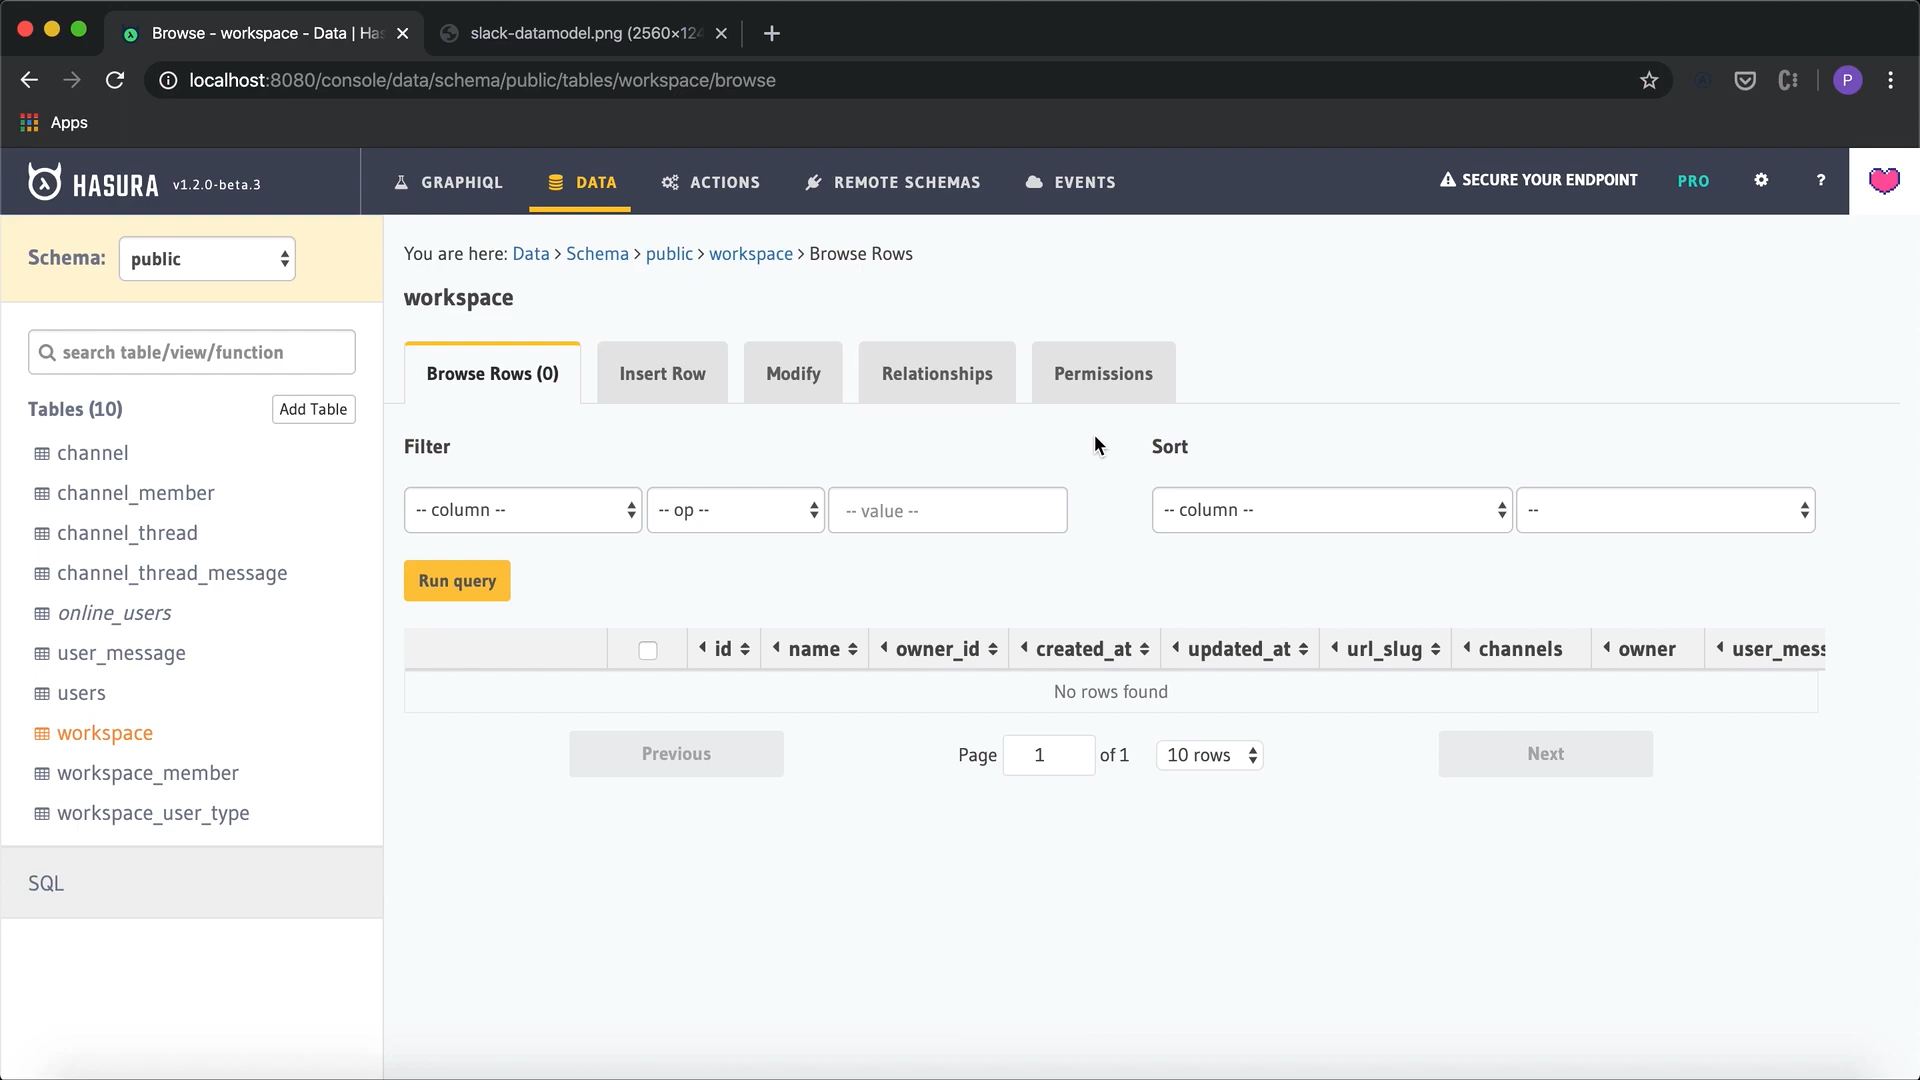 Browse - workspace - Data | Has
slack-datamodel.png (2560×124
localhost:8080/console/data/schema/public/tables/workspace/browse
P
Apps
HASURA v1.2.0-beta.3
GRAPHIQL
DATA
ACTIONS
REMOTE SCHEMAS
EVENTS
SECURE YOUR ENDPOINT
PRO
?
Schema:
public
You are here: Data > Schema > public > workspace > Browse Rows
workspace
search table/view/function
Browse Rows (0)
Insert Row
Modify
Relationships
Permissions
Tables (10)
Add Table
channel
channel_member
channel_thread
channel_thread_message
online_users
user_message
users
workspace
workspace_member
workspace_user_type
SQL
Filter
Sort
-- column --
-- op --
-- value --
-- column --
--
Run query
id
name
owner_id
created_at
updated_at
url_slug
channels
owner
user_mess
No rows found
Previous
Page 1 of 1
10 rows
Next